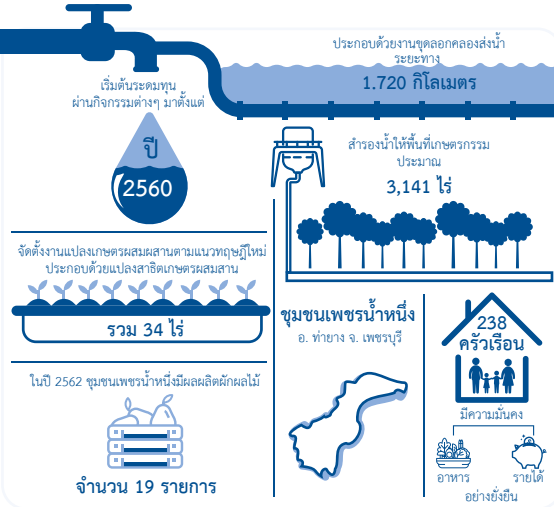 ประกอบด้วยงานขุดลอกคลองส่งน้ำ
ระยะทาง
1.720 กิโลเมตร
เริ่มต้นระดมทุน
ผ่านกิจกรรมต่างๆ มาตั้งแต่
ปี
2560
สำรองน้ำให้พื้นที่เกษตรกรรม
ประมาณ
3,141 ไร่
จัดตั้งงานแปลงเกษตรผสมผสานตามแนวทฤษฎีใหม่
ประกอบด้วยแปลงสาธิตเกษตรผสมสาน
รวม 34 ไร่
ชุมชนเพชรน้ำหนึ่ง
อ. ท่ายาง จ. เพชรบุรี
238
ครัวเรือน
มีความมั่นคง
อาหาร
รายได้
อย่างยั่งยืน
ในปี 2562 ชุมชนเพชรน้ำหนึ่งมีผลผลิตผักผลไม้
จำนวน 19 รายการ